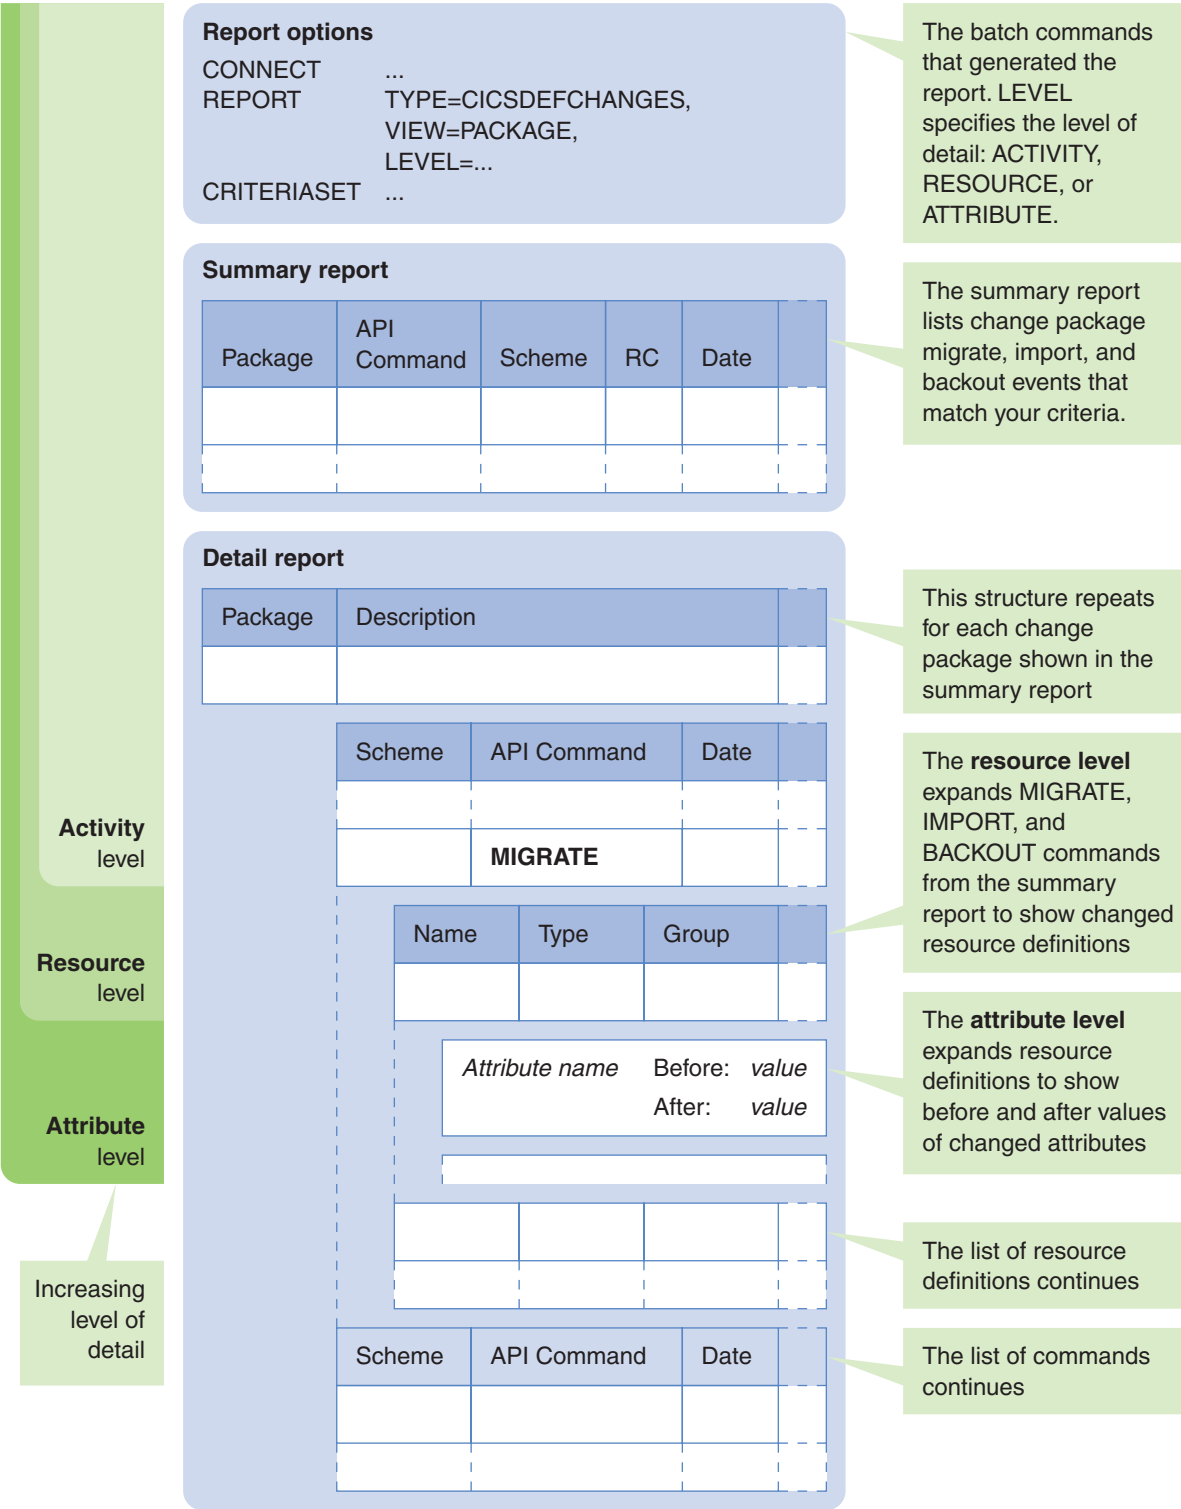 Report options
CONNECT ...
REPORT TYPE=CICSDEFCHANGES,
VIEW=PACKAGE,
LEVEL=...
CRITERIASET ...
The batch commands
that generated the
report. LEVEL
specifies the level of
detail: ACTIVITY,
RESOURCE, or
ATTRIBUTE.
Summary report
Package API Command Scheme RC Date
The summary report
lists change package
migrate, import, and
backout events that
match your criteria.
Detail report
Package Description
This structure repeats
for each change
package shown in the
summary report
Scheme API Command Date
MIGRATE
The resource level
expands MIGRATE,
IMPORT, and
BACKOUT commands
from the summary
report to show changed
resource definitions
Activity
level
Name Type Group
Resource
level
Attribute name Before: value
After: value
The attribute level
expands resource
definitions to show
before and after values
of changed attributes
Attribute
level
Increasing
level of
detail
The list of resource
definitions continues
Scheme API Command Date
The list of commands
continues